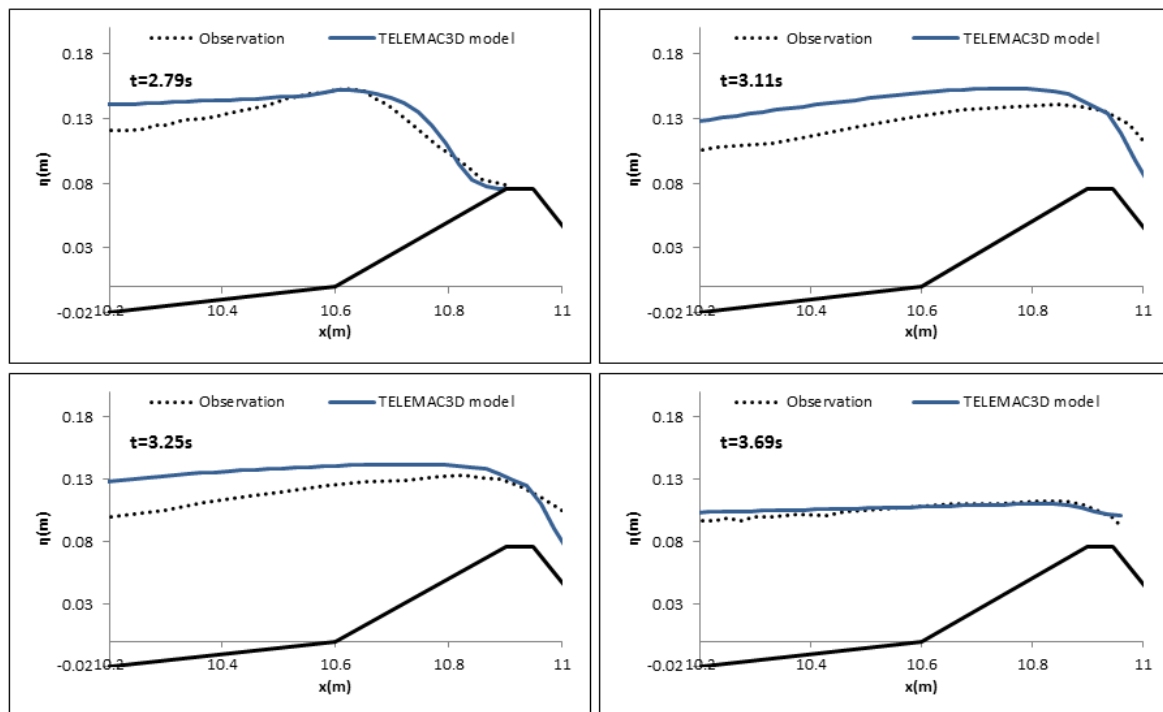 Observation TELEMAC3D model
t=2.79s
0.18
0.13
0.08
0.03
-0.02
η(m)
10.2 10.4 10.6 10.8 11
x(m)
Observation TELEMAC3D model
t=3.11s
0.18
0.13
0.08
0.03
-0.02
η(m)
10.2 10.4 10.6 10.8 11
x(m)
Observation TELEMAC3D model
t=3.25s
0.18
0.13
0.08
0.03
-0.02
η(m)
10.2 10.4 10.6 10.8 11
x(m)
Observation TELEMAC3D model
t=3.69s
0.18
0.13
0.08
0.03
-0.02
η(m)
10.2 10.4 10.6 10.8 11
x(m)